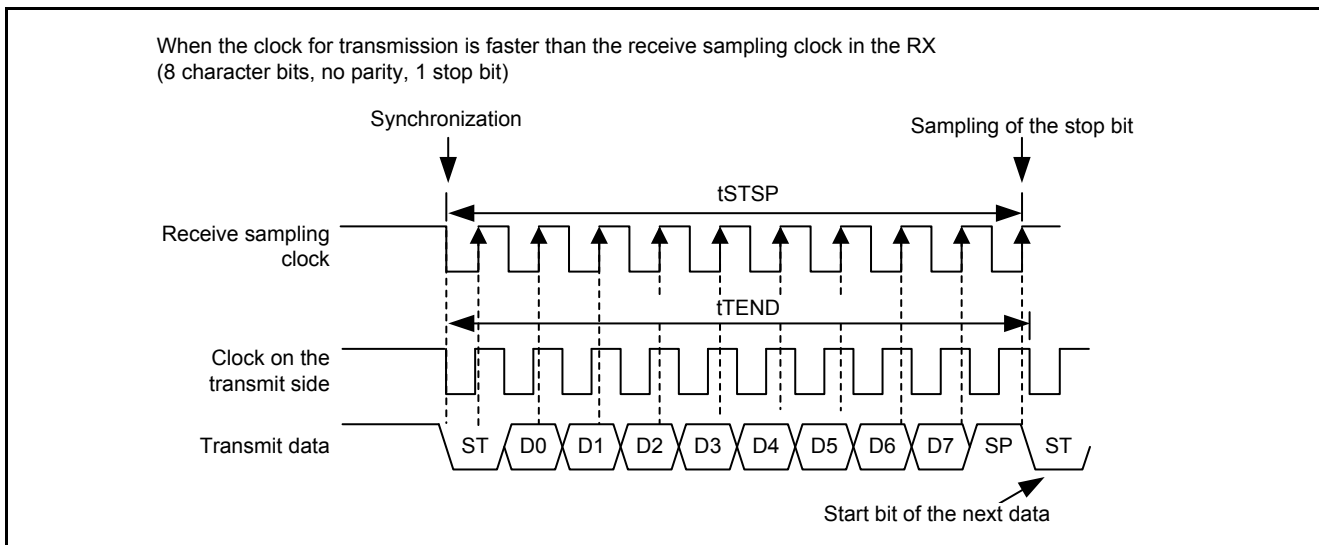 When the clock for transmission is faster than the receive sampling clock in the RX
(8 character bits, no parity, 1 stop bit)
Synchronization
Sampling of the stop bit
tSTSP
Receive sampling
clock
tTEND
Clock on the
transmit side
Transmit data
ST D0 D1 D2 D3 D4 D5 D6 D7 SP ST
Start bit of the next data